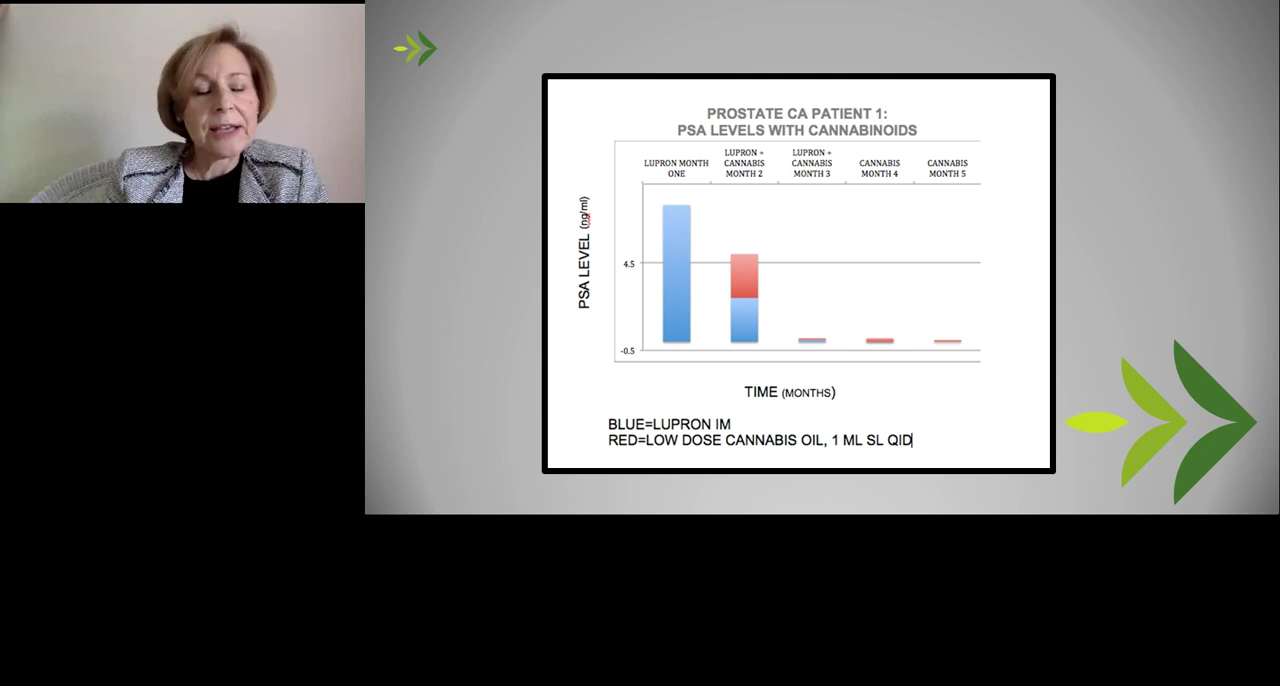 PROSTATE CA PATIENT 1:
PSA LEVELS WITH CANNABINOIDS
LUPRON MONTH
ONE
LUPRON +
CANNABIS
MONTH 2
LUPRON +
CANNABIS
MONTH 3
CANNABIS
MONTH 4
CANNABIS
MONTH 5
PSA LEVEL (ng/ml)
4.5
-0.5
TIME (MONTHS)
BLUE=LUPRON IM
RED=LOW DOSE CANNABIS OIL, 1 ML SL QID